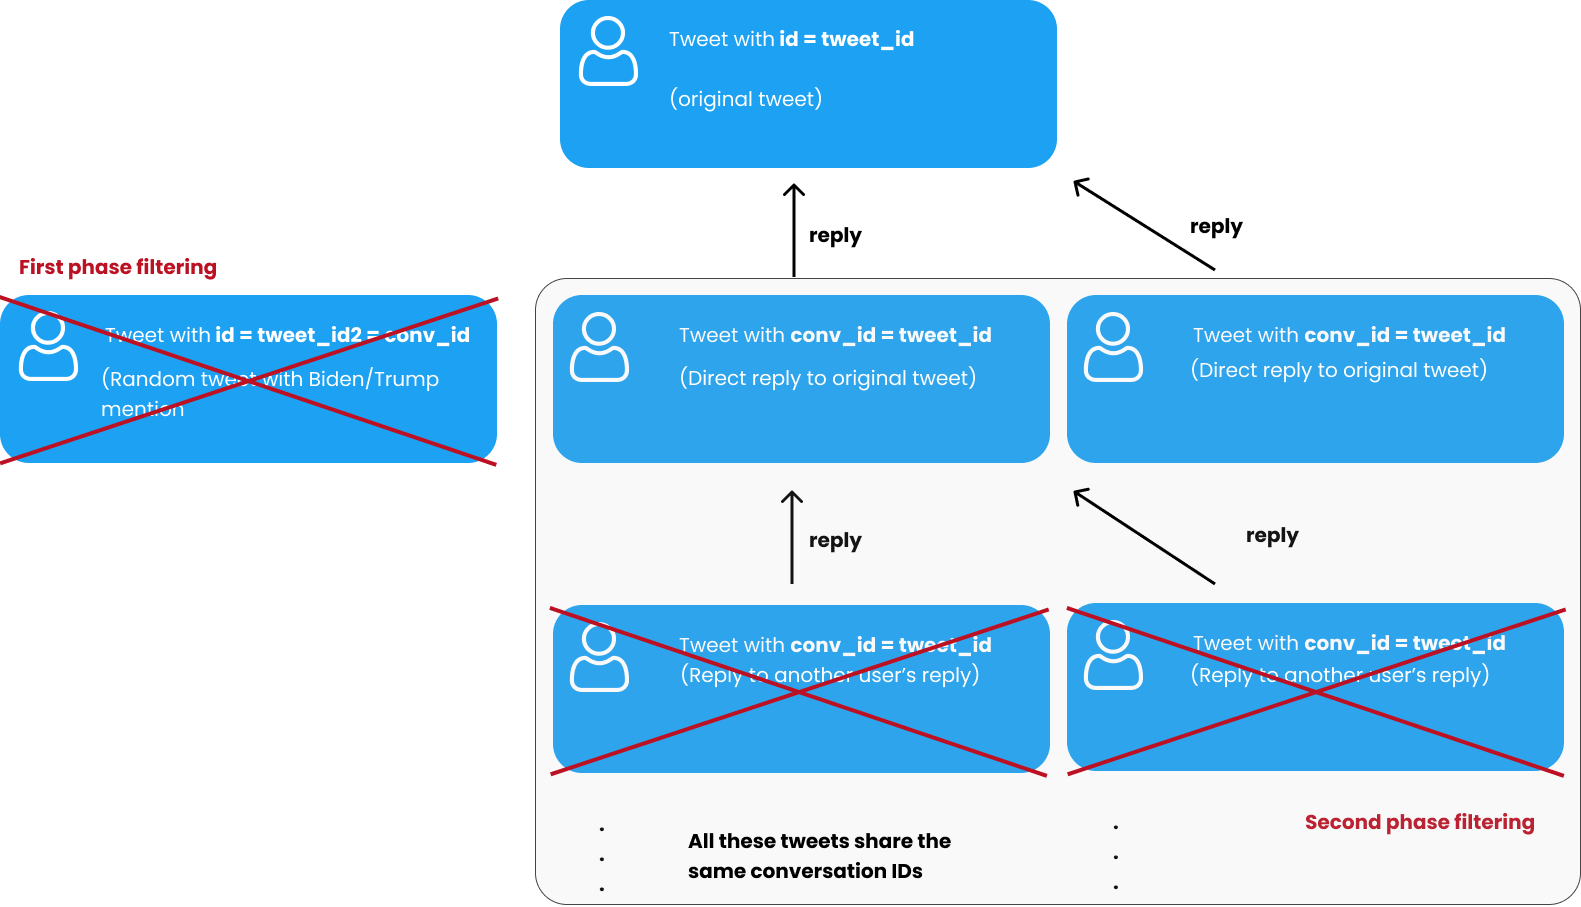 Tweet with id = tweet_id
(original tweet)
reply
reply
First phase filtering
Tweet with id = tweet_id2 = conv_id
(Random tweet with Biden/Trump
mention
Tweet with conv_id = tweet_id
(Direct reply to original tweet)
Tweet with conv_id = tweet_id
(Direct reply to original tweet)
reply
reply
Tweet with conv_id = tweet_id
(Reply to another user's reply)
Tweet with conv_id = tweet_id
(Reply to another user's reply)
All these tweets share the
same conversation IDs
Second phase filtering